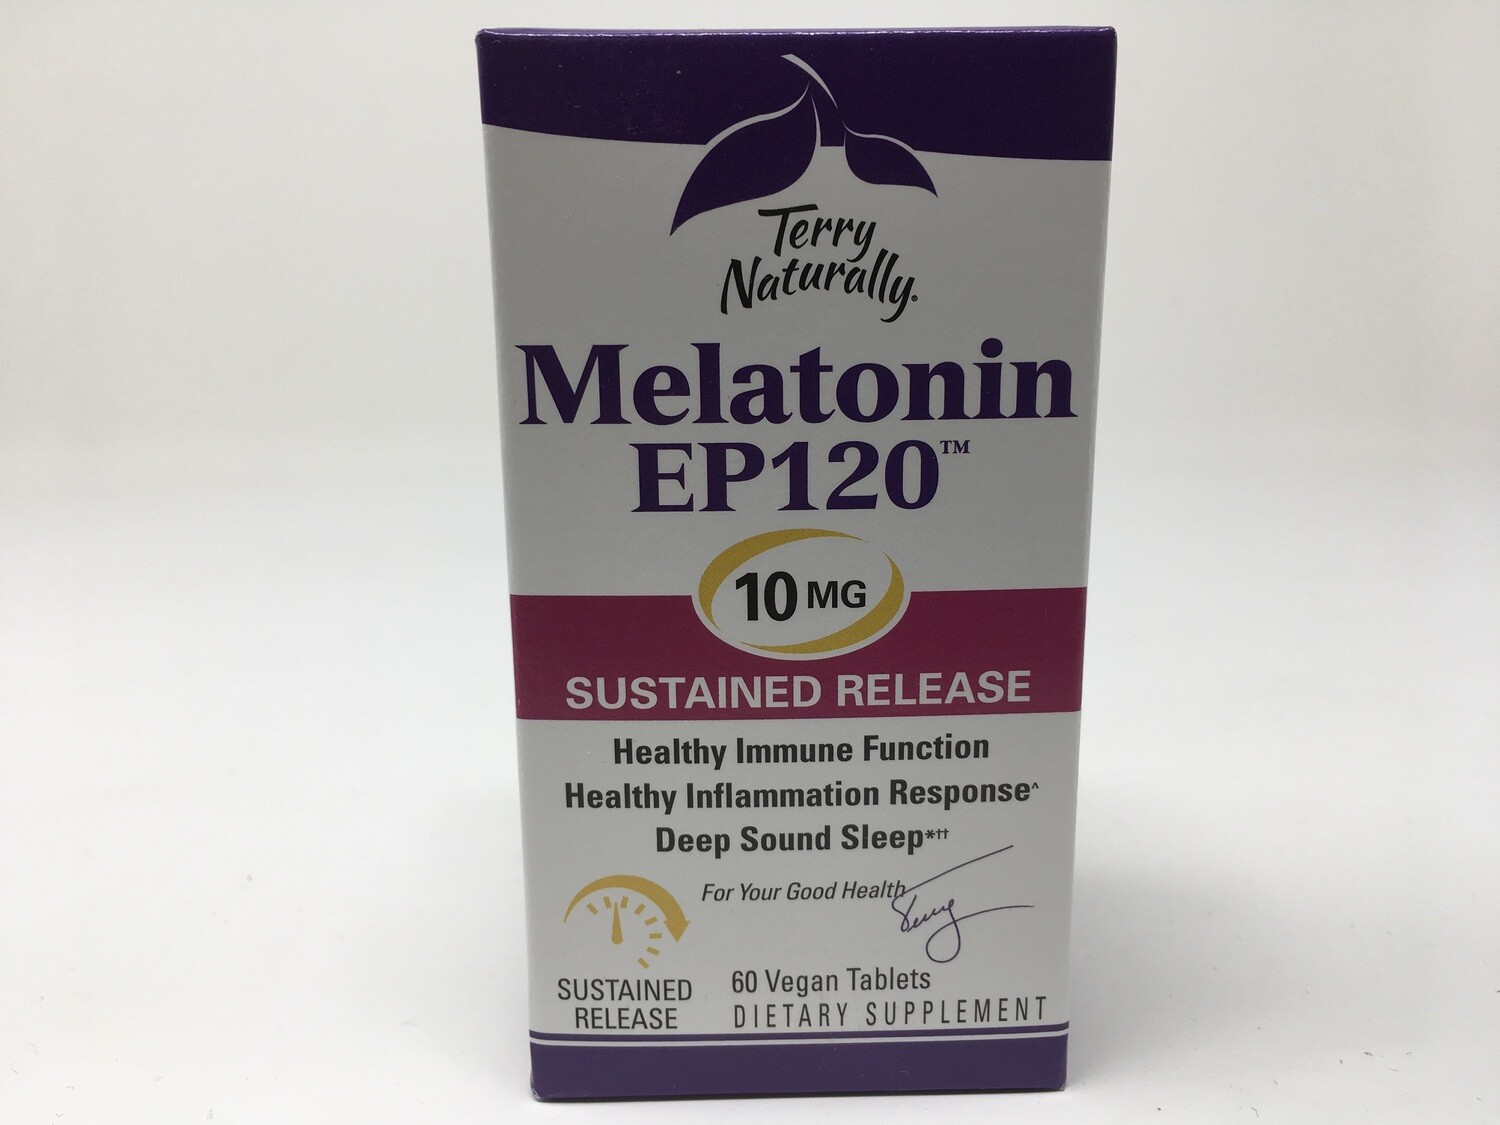 Terry
Naturally®
Melatonin
EP120™
10 MG
SUSTAINED RELEASE
Healthy Immune Function
Healthy Inflammation Response^
Deep Sound Sleep*††
For Your Good Health
Terry
SUSTAINED
RELEASE
60 Vegan Tablets
DIETARY SUPPLEMENT